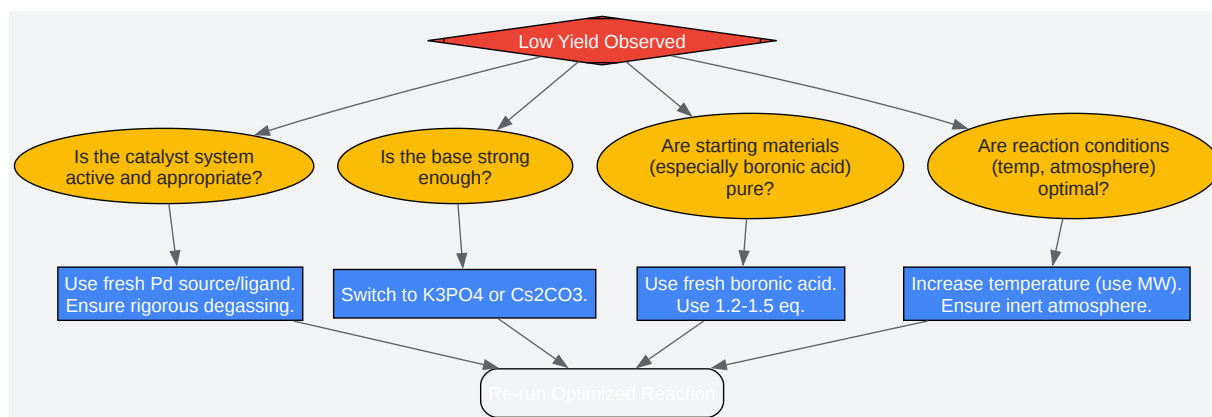 Low Yield Observed
Is the catalyst system
active and appropriate?
Is the base strong
enough?
Are starting materials
(especially boronic acid)
pure?
Are reaction conditions
(temp, atmosphere)
optimal?
Use fresh Pd source/ligand.
Ensure rigorous degassing.
Switch to K3PO4 or Cs2CO3.
Use fresh boronic acid.
Use 1.2-1.5 eq.
Increase temperature (use MW).
Ensure inert atmosphere.
Re-run Optimized Reaction